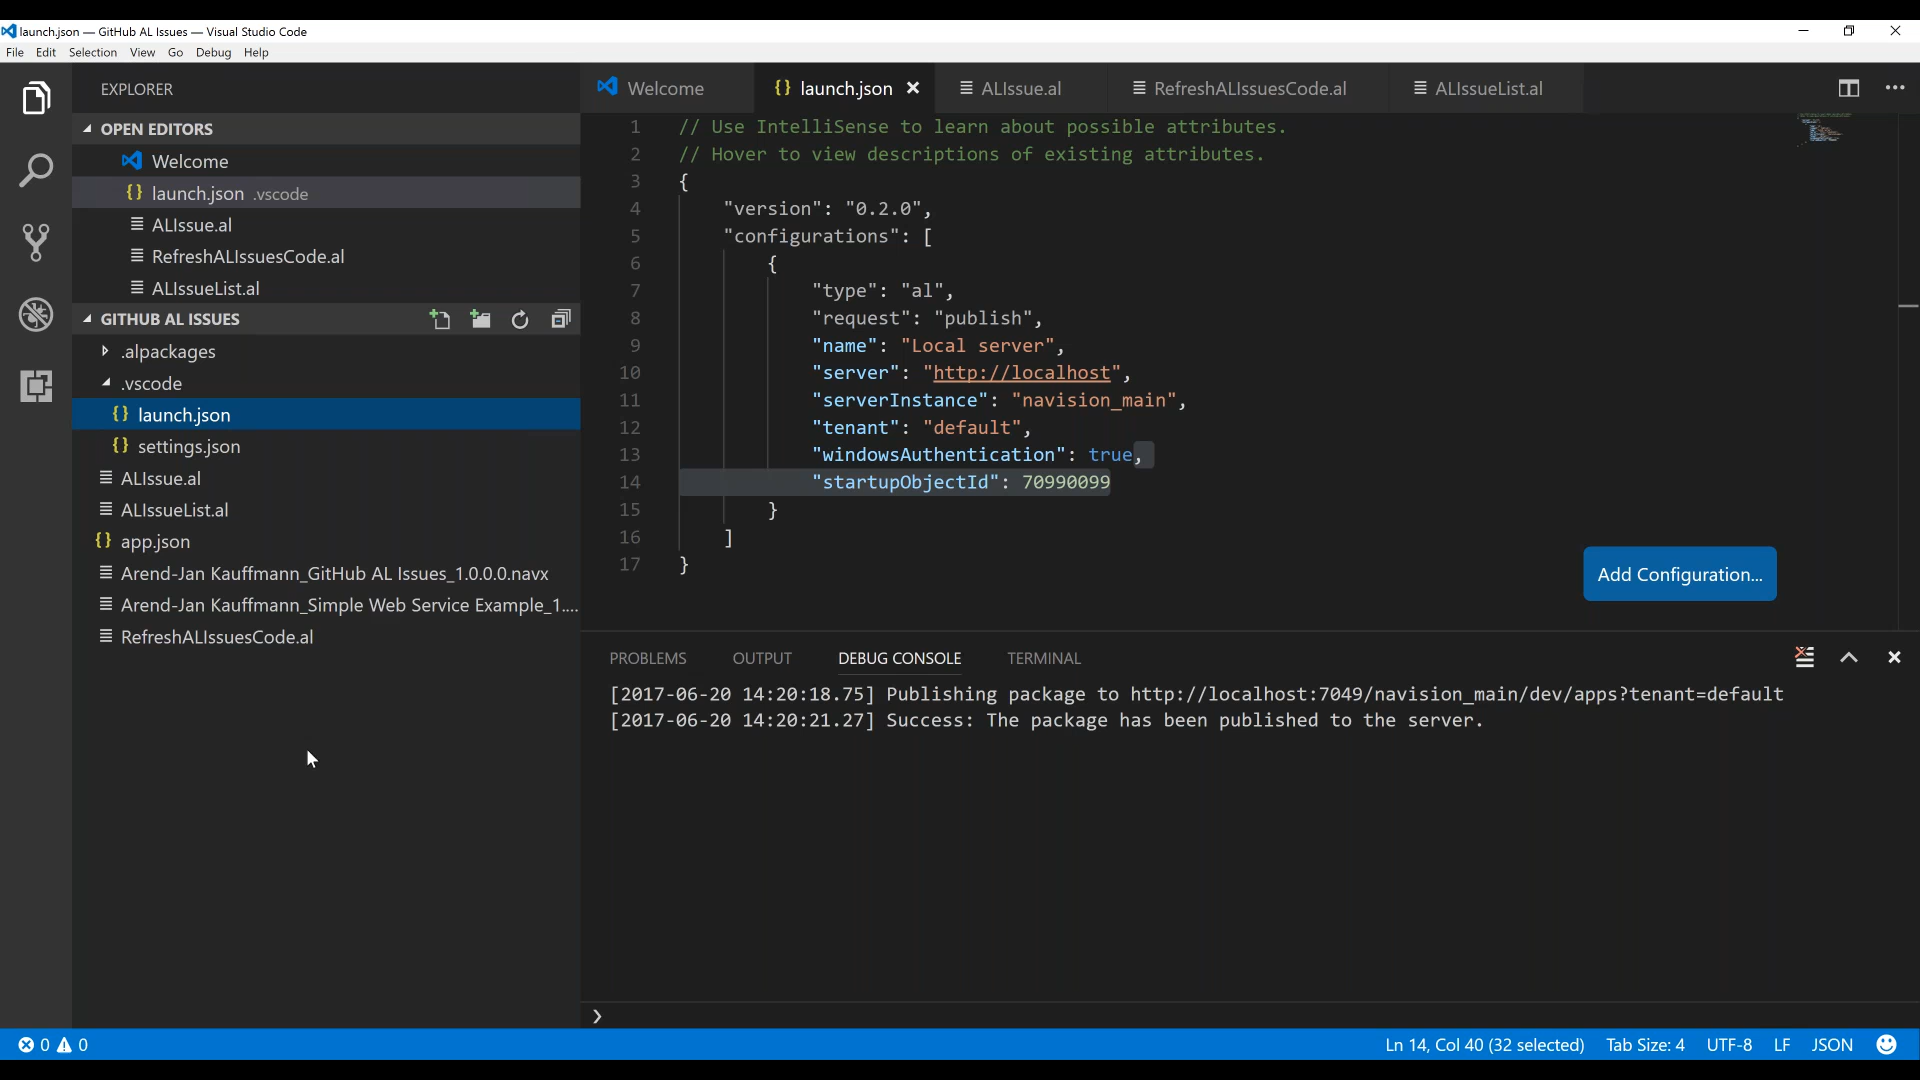 launch.json — GitHub AL Issues — Visual Studio Code
File Edit Selection View Go Debug Help
EXPLORER
OPEN EDITORS
Welcome
launch.json .vscode
ALIssue.al
RefreshALIssuesCode.al
ALIssueList.al
GITHUB AL ISSUES
.alpackages
.vscode
launch.json
settings.json
ALIssue.al
ALIssueList.al
app.json
Arend-Jan Kauffmann_GitHub AL Issues_1.0.0.0.navx
Arend-Jan Kauffmann_Simple Web Service Example_1....
RefreshALIssuesCode.al
Welcome launch.json ALIssue.al RefreshALIssuesCode.al ALIssueList.al
1 // Use IntelliSense to learn about possible attributes.
2 // Hover to view descriptions of existing attributes.
3 {
4 "version": "0.2.0",
5 "configurations": [
6 {
7 "type": "al",
8 "request": "publish",
9 "name": "Local server",
10 "server": "http://localhost",
11 "serverInstance": "navision_main",
12 "tenant": "default",
13 "windowsAuthentication": true,
14 "startupObjectId": 70990099
15 }
16 ]
17 }
Add Configuration...
PROBLEMS OUTPUT DEBUG CONSOLE TERMINAL
[2017-06-20 14:20:18.75] Publishing package to http://localhost:7049/navision_main/dev/apps?tenant=default
[2017-06-20 14:20:21.27] Success: The package has been published to the server.
0 0 Ln 14, Col 40 (32 selected) Tab Size: 4 UTF-8 LF JSON